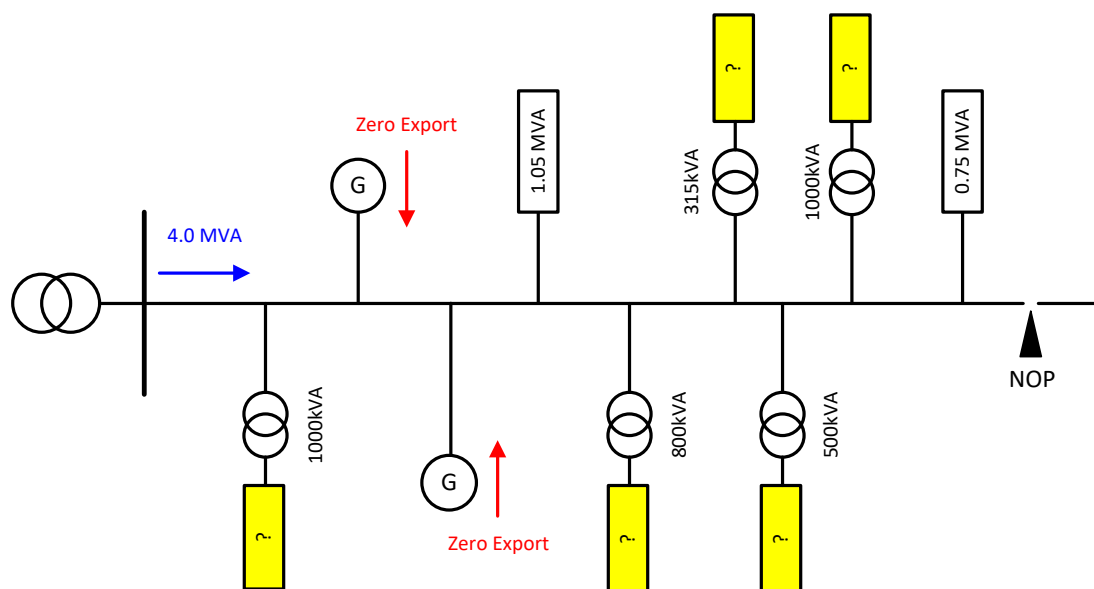 ?
?
Zero Export
G
1.05 MVA
315kVA
1000kVA
0.75 MVA
4.0 MVA
NOP
1000kVA
800kVA
500kVA
G
Zero Export
?
?
?